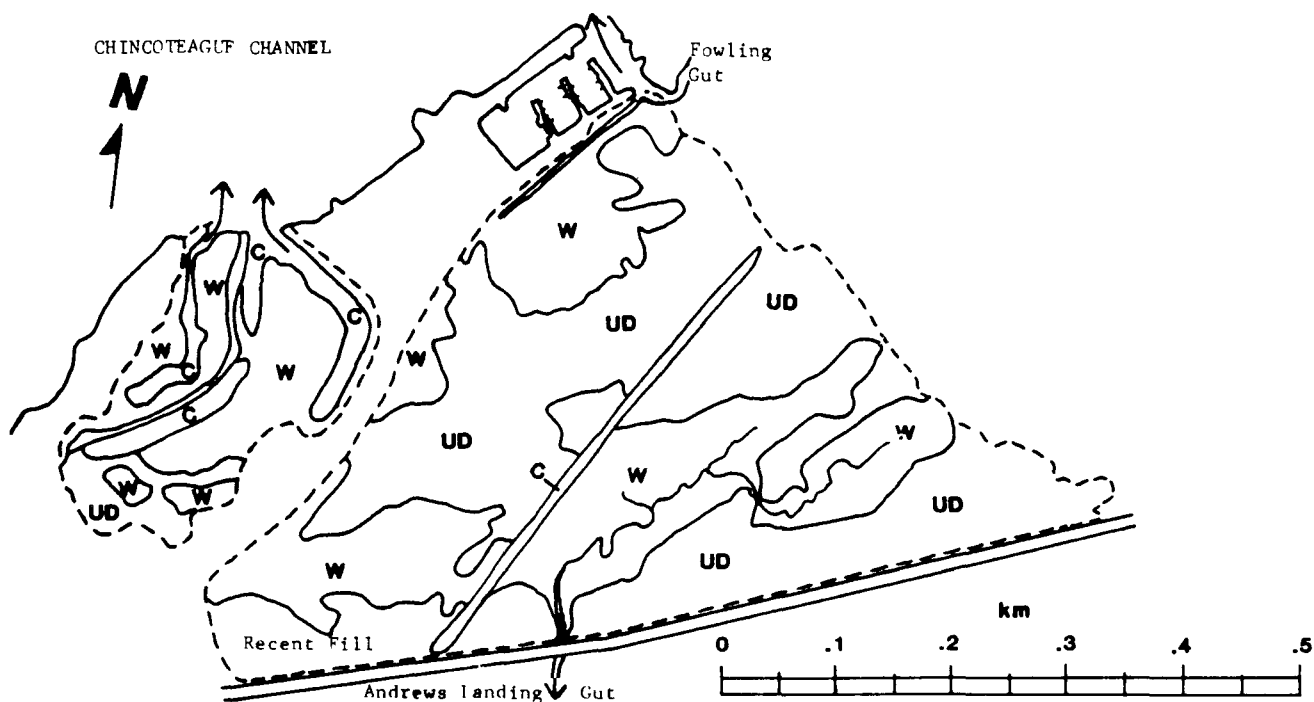 CHINCOTEAGUF CHANNEL
N
Fowling
Gut
W
C
W
UD
UD
C
W
W
W
C
W
C
UD
W
C
W
W
W
UD
UD
W
UD
km
Recent Fill
0 .1 .2 .3 .4 .5
Andrews Landing Gut